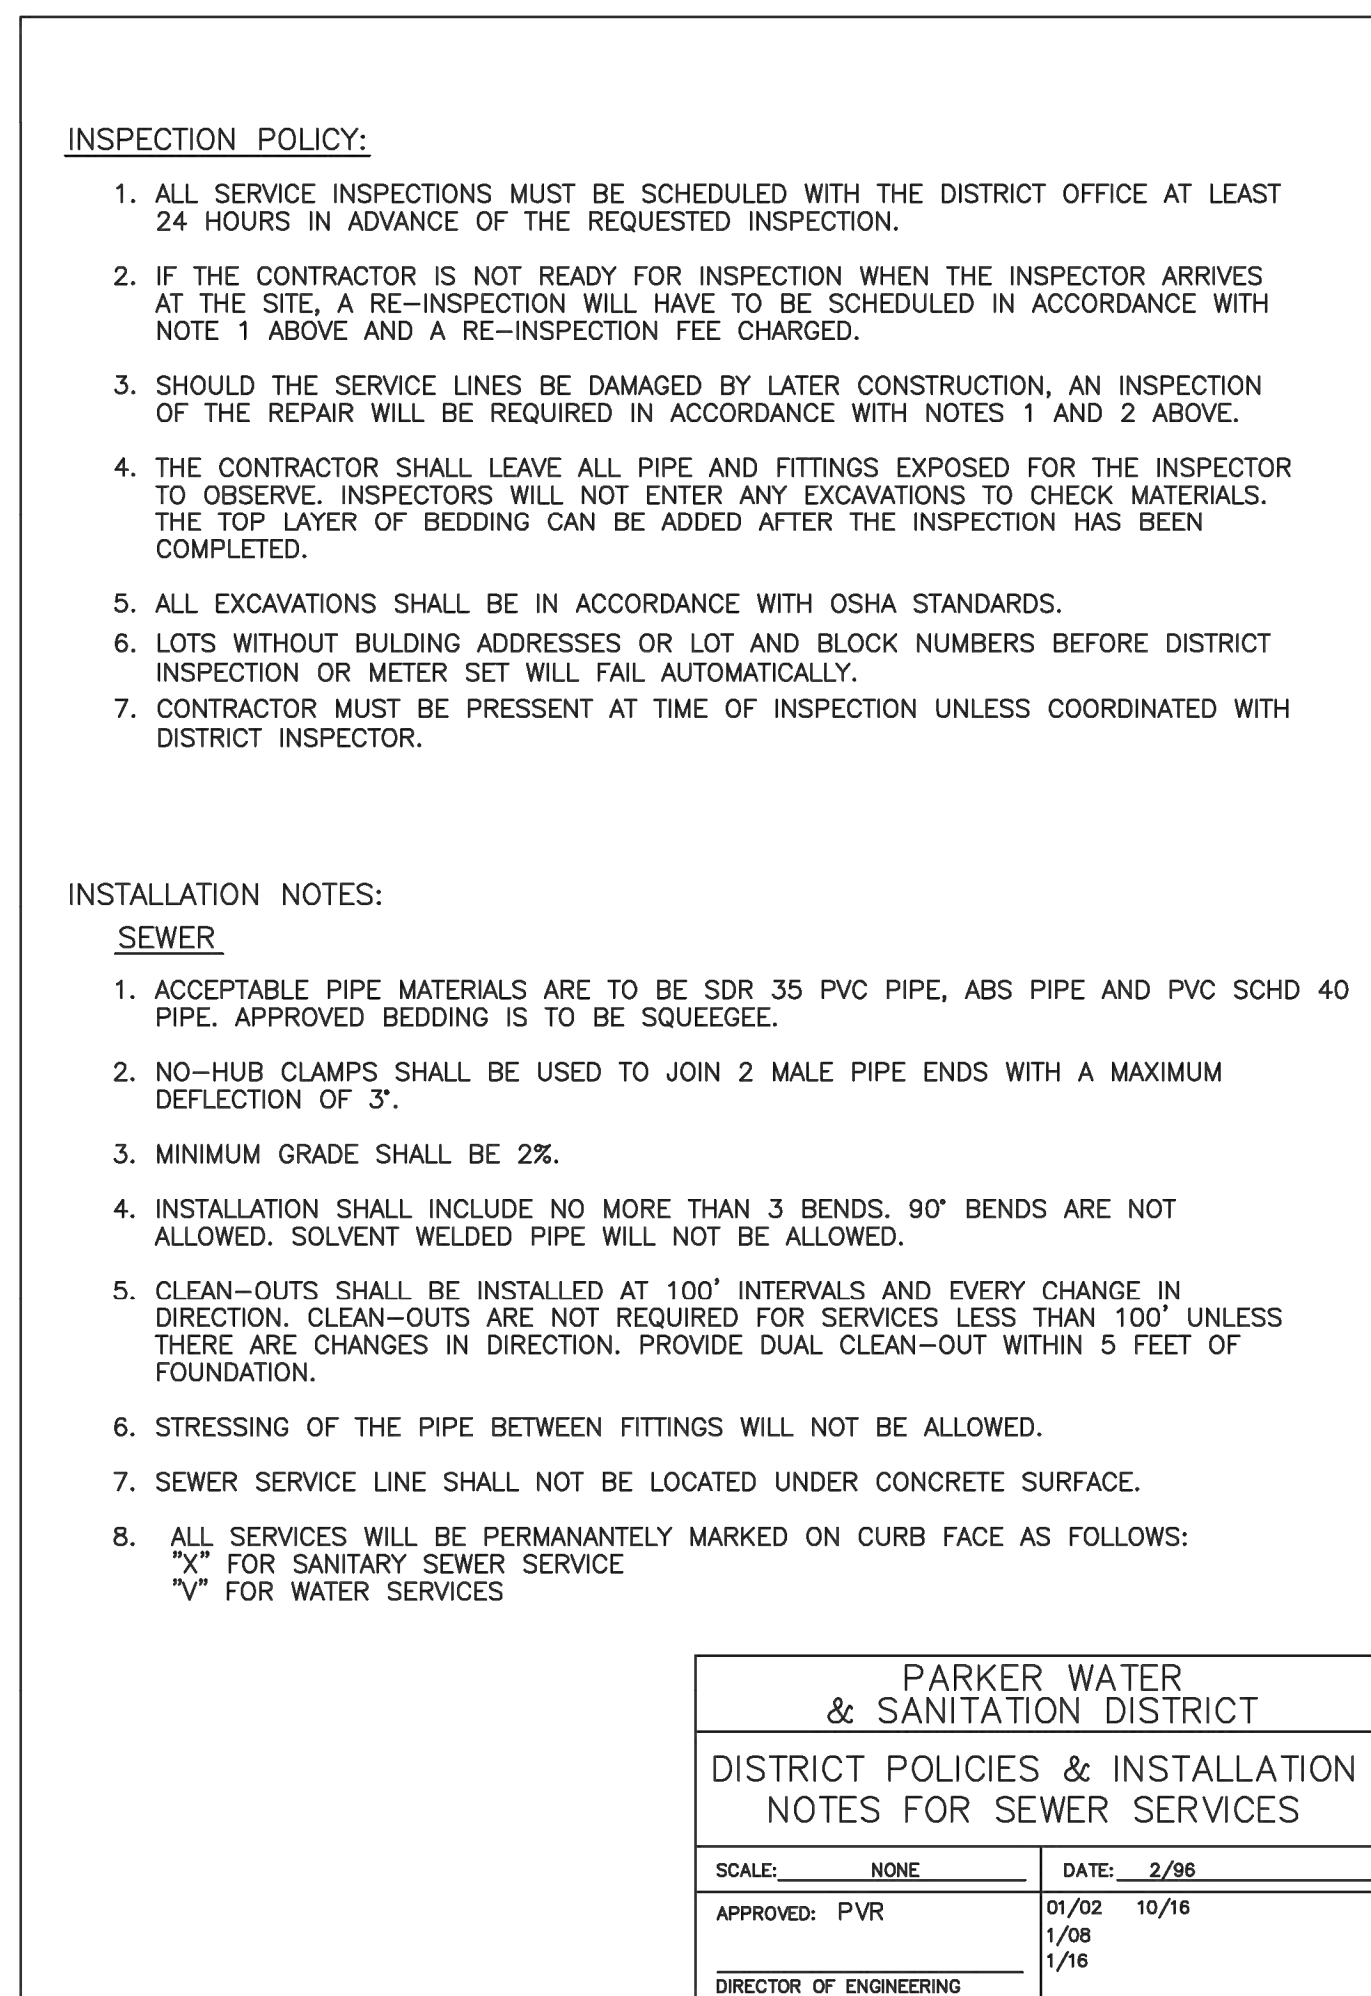 INSPECTION POLICY:
1. ALL SERVICE INSPECTIONS MUST BE SCHEDULED WITH THE DISTRICT OFFICE AT LEAST
24 HOURS IN ADVANCE OF THE REQUESTED INSPECTION.
2. IF THE CONTRACTOR IS NOT READY FOR INSPECTION WHEN THE INSPECTOR ARRIVES
AT THE SITE, A RE-INSPECTION WILL HAVE TO BE SCHEDULED IN ACCORDANCE WITH
NOTE 1 ABOVE AND A RE-INSPECTION FEE CHARGED.
3. SHOULD THE SERVICE LINES BE DAMAGED BY LATER CONSTRUCTION, AN INSPECTION
OF THE REPAIR WILL BE REQUIRED IN ACCORDANCE WITH NOTES 1 AND 2 ABOVE.
4. THE CONTRACTOR SHALL LEAVE ALL PIPE AND FITTINGS EXPOSED FOR THE INSPECTOR
TO OBSERVE. INSPECTORS WILL NOT ENTER ANY EXCAVATIONS TO CHECK MATERIALS.
THE TOP LAYER OF BEDDING CAN BE ADDED AFTER THE INSPECTION HAS BEEN
COMPLETED.
5. ALL EXCAVATIONS SHALL BE IN ACCORDANCE WITH OSHA STANDARDS.
6. LOTS WITHOUT BULDING ADDRESSES OR LOT AND BLOCK NUMBERS BEFORE DISTRICT
INSPECTION OR METER SET WILL FAIL AUTOMATICALLY.
7. CONTRACTOR MUST BE PRESSENT AT TIME OF INSPECTION UNLESS COORDINATED WITH
DISTRICT INSPECTOR.
INSTALLATION NOTES:
SEWER
1. ACCEPTABLE PIPE MATERIALS ARE TO BE SDR 35 PVC PIPE, ABS PIPE AND PVC SCHD 40
PIPE. APPROVED BEDDING IS TO BE SQUEEGEE.
2. NO-HUB CLAMPS SHALL BE USED TO JOIN 2 MALE PIPE ENDS WITH A MAXIMUM
DEFLECTION OF 3°.
3. MINIMUM GRADE SHALL BE 2%.
4. INSTALLATION SHALL INCLUDE NO MORE THAN 3 BENDS. 90° BENDS ARE NOT
ALLOWED. SOLVENT WELDED PIPE WILL NOT BE ALLOWED.
5. CLEAN-OUTS SHALL BE INSTALLED AT 100' INTERVALS AND EVERY CHANGE IN
DIRECTION. CLEAN-OUTS ARE NOT REQUIRED FOR SERVICES LESS THAN 100' UNLESS
THERE ARE CHANGES IN DIRECTION. PROVIDE DUAL CLEAN-OUT WITHIN 5 FEET OF
FOUNDATION.
6. STRESSING OF THE PIPE BETWEEN FITTINGS WILL NOT BE ALLOWED.
7. SEWER SERVICE LINE SHALL NOT BE LOCATED UNDER CONCRETE SURFACE.
8. ALL SERVICES WILL BE PERMANANTELY MARKED ON CURB FACE AS FOLLOWS:
"X" FOR SANITARY SEWER SERVICE
"V" FOR WATER SERVICES
PARKER WATER
& SANITATION DISTRICT
DISTRICT POLICIES & INSTALLATION
NOTES FOR SEWER SERVICES
SCALE: NONE
DATE: 2/96
APPROVED: PVR
01/02 10/16
1/08
1/16
DIRECTOR OF ENGINEERING